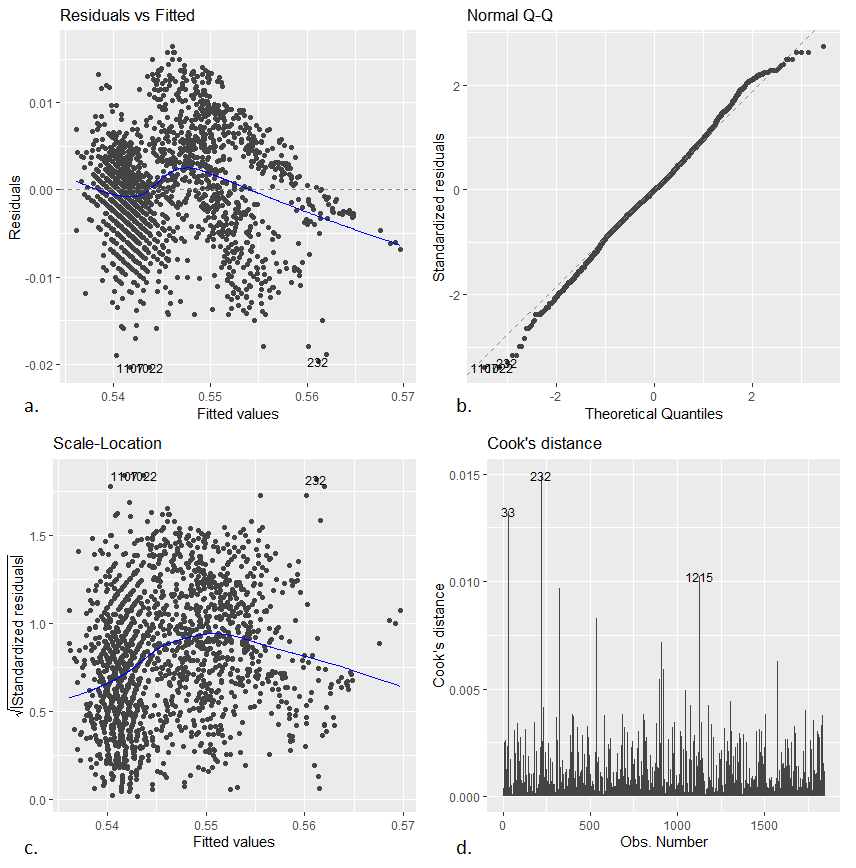 Residuals vs Fitted
Residuals
0.01
0.00
-0.01
-0.02
232
0.54 0.55 0.56 0.57
Fitted values
a.
Normal Q-Q
Standardized residuals
2
0
-2
232
-2 0 2
Theoretical Quantiles
b.
Scale-Location
√|Standardized residuals|
1.5
1.0
0.5
0.0
232
0.54 0.55 0.56 0.57
Fitted values
c.
Cook's distance
Cook's distance
0.015
0.010
0.005
0.000
232
33
1215
0 500 1000 1500
Obs. Number
d.